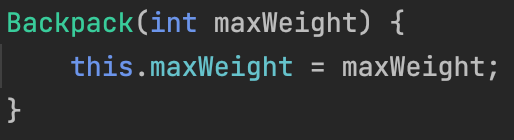 Backpack(int maxWeight) {
    this.maxWeight = maxWeight;
}